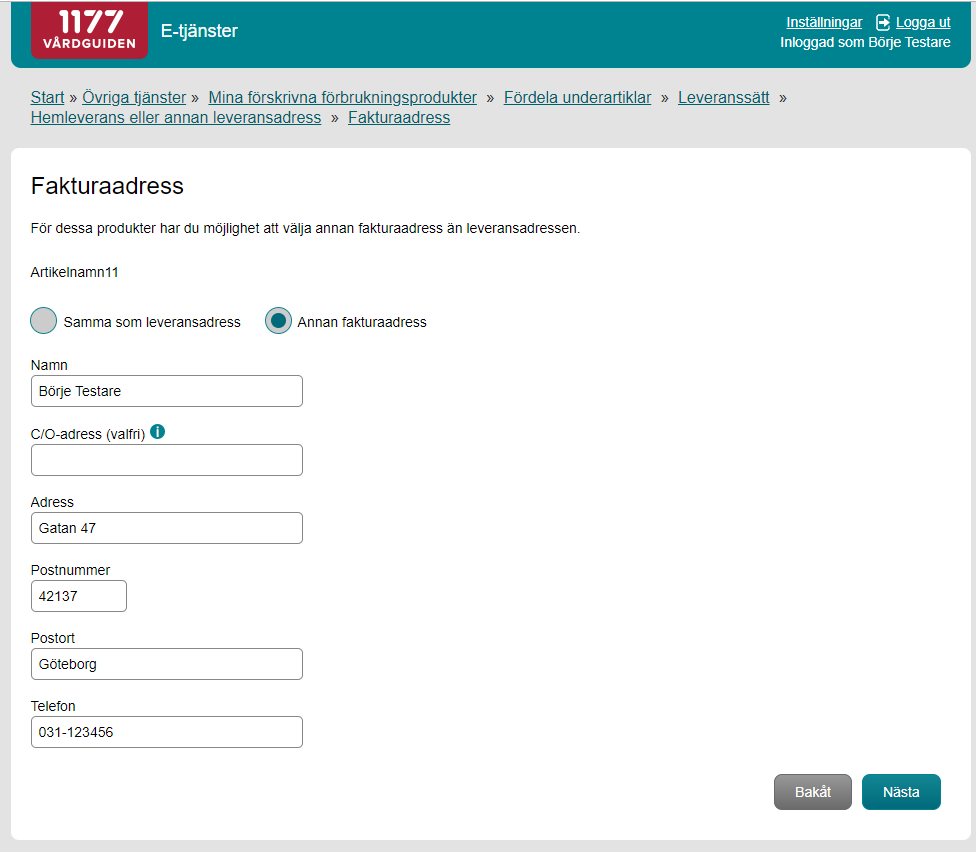 1177
VÅRDGUIDEN
E-tjänster
Inställningar Logga ut
Inloggad som Börje Testare
Start » Övriga tjänster » Mina förskrivna förbrukningsprodukter » Fördela underartiklar » Leveranssätt »
Hemleverans eller annan leveransadress » Fakturaadress
Fakturaadress
För dessa produkter har du möjlighet att välja annan fakturaadress än leveransadressen.
Artikelnamn11
Samma som leveransadress Annan fakturaadress
Namn
Börje Testare
C/O-adress (valfri) i
Adress
Gatan 47
Postnummer
42137
Postort
Göteborg
Telefon
031-123456
Bakåt Nästa